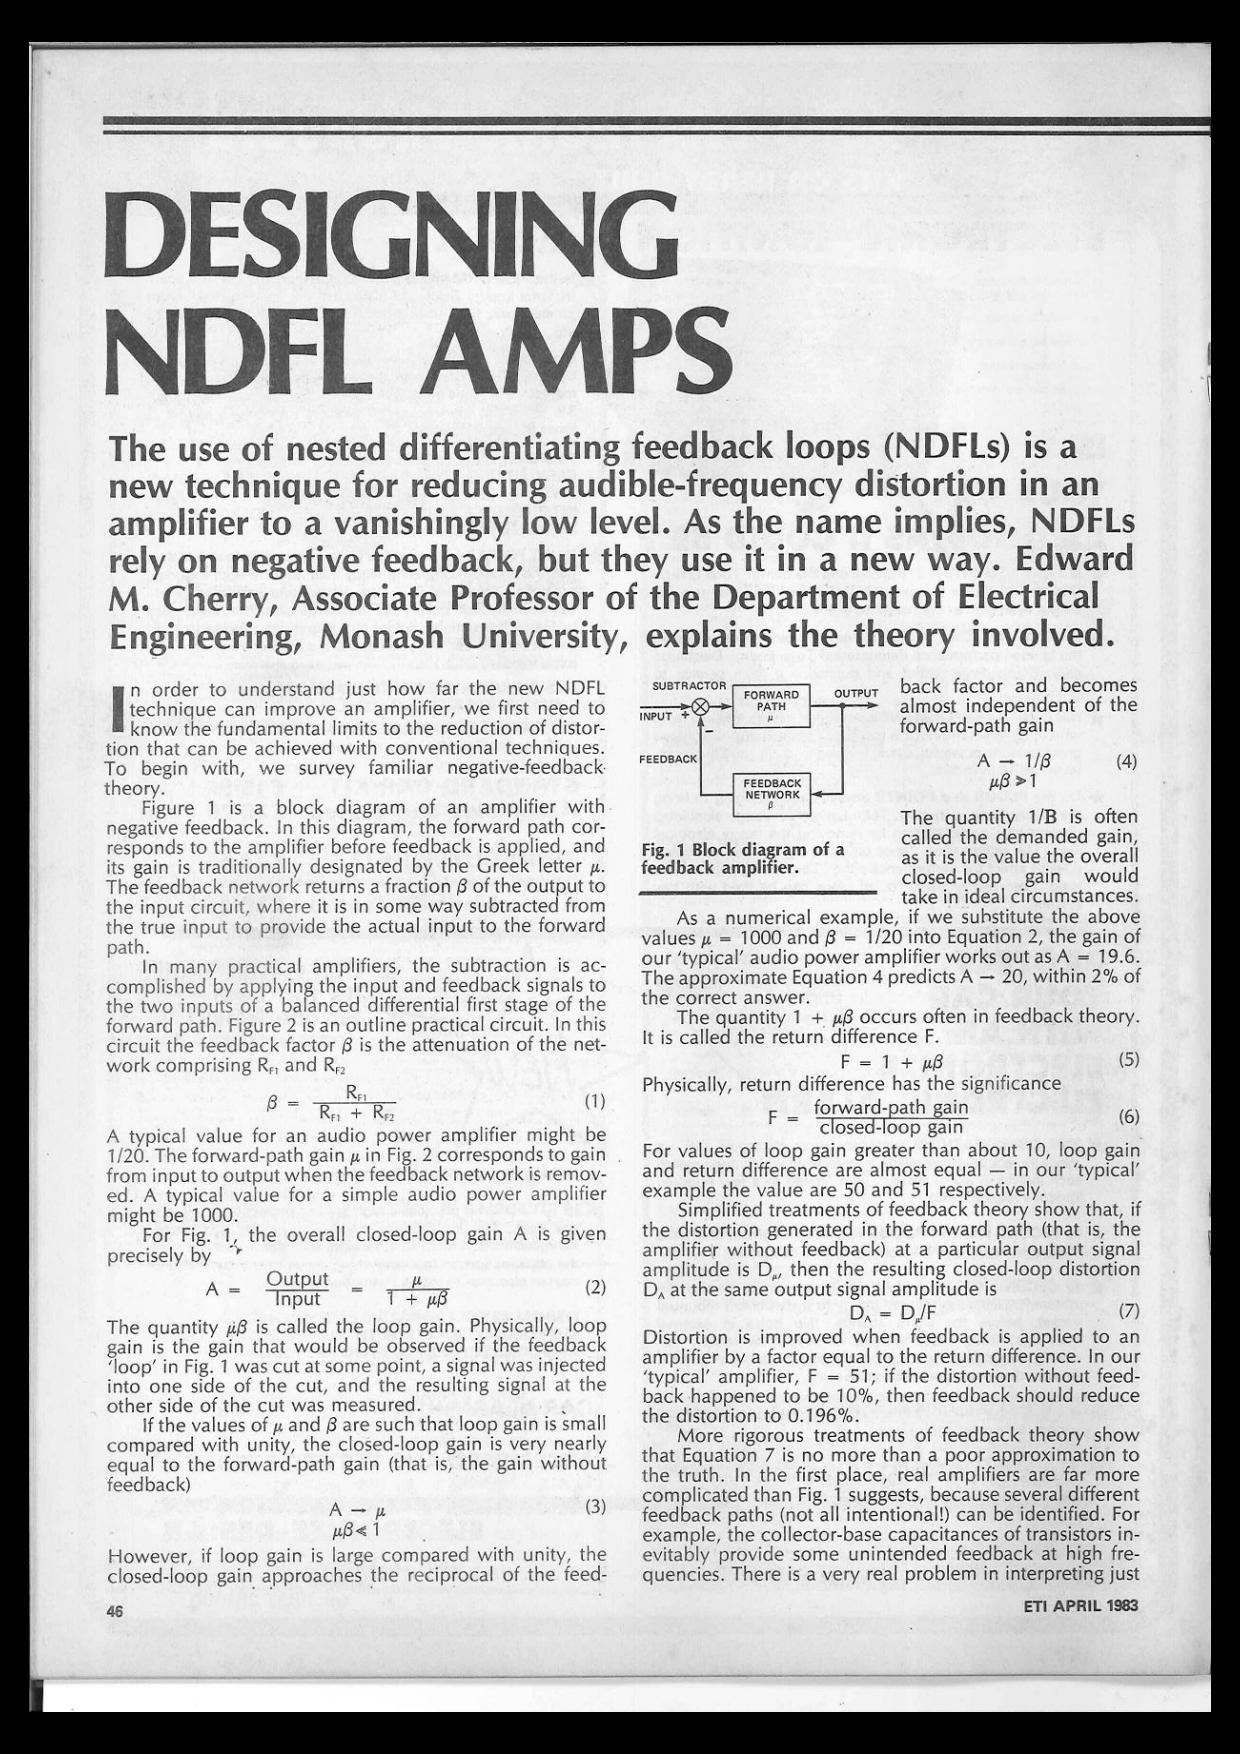 DESIGNING
NDFL AMPS
The use of nested differentiating feedback loops (NDFLs) is a
new technique for reducing audible-frequency distortion in an
amplifier to a vanishingly low level. As the name implies, NDFLs
rely on negative feedback, but they use it in a new way. Edward
M. Cherry, Associate Professor of the Department of Electrical
Engineering, Monash University, explains the theory involved.
In order to understand just how far the new NDFL
technique can improve an amplifier, we first need to
know the fundamental limits to the reduction of distor-
tion that can be achieved with conventional techniques.
To begin with, we survey familiar negative-feedback
theory.
Figure 1 is a block diagram of an amplifier with
negative feedback. In this diagram, the forward path cor-
responds to the amplifier before feedback is applied, and
its gain is traditionally designated by the Greek letter μ.
The feedback network returns a fraction β of the output to
the input circuit, where it is in some way subtracted from
the true input to provide the actual input to the forward
path.
In many practical amplifiers, the subtraction is ac-
complished by applying the input and feedback signals to
the two inputs of a balanced differential first stage of the
forward path. Figure 2 is an outline practical circuit. In this
circuit the feedback factor β is the attenuation of the net-
work comprising R_F1 and R_F2
β = R_F1 / (R_F1 + R_F2) (1)
A typical value for an audio power amplifier might be
1/20. The forward-path gain μ in Fig. 2 corresponds to gain
from input to output when the feedback network is remov-
ed. A typical value for a simple audio power amplifier
might be 1000.
For Fig. 1, the overall closed-loop gain A is given
precisely by
A = Output / Input = μ / (1 + μβ) (2)
The quantity μβ is called the loop gain. Physically, loop
gain is the gain that would be observed if the feedback
'loop' in Fig. 1 was cut at some point, a signal was injected
into one side of the cut, and the resulting signal at the
other side of the cut was measured.
If the values of μ and β are such that loop gain is small
compared with unity, the closed-loop gain is very nearly
equal to the forward-path gain (that is, the gain without
feedback)
A → μ (3)
μβ ≪ 1
However, if loop gain is large compared with unity, the
closed-loop gain approaches the reciprocal of the feed-
SUBTRACTOR
INPUT +
−
FORWARD
PATH
μ
OUTPUT
FEEDBACK
FEEDBACK
NETWORK
β
Fig. 1 Block diagram of a
feedback amplifier.
back factor and becomes
almost independent of the
forward-path gain
A → 1/β (4)
μβ ≫ 1
The quantity 1/B is often
called the demanded gain,
as it is the value the overall
closed-loop gain would
take in ideal circumstances.
As a numerical example, if we substitute the above
values μ = 1000 and β = 1/20 into Equation 2, the gain of
our 'typical' audio power amplifier works out as A = 19.6.
The approximate Equation 4 predicts A → 20, within 2% of
the correct answer.
The quantity 1 + μβ occurs often in feedback theory.
It is called the return difference F.
F = 1 + μβ (5)
Physically, return difference has the significance
F = forward-path gain / closed-loop gain (6)
For values of loop gain greater than about 10, loop gain
and return difference are almost equal — in our 'typical'
example the value are 50 and 51 respectively.
Simplified treatments of feedback theory show that, if
the distortion generated in the forward path (that is, the
amplifier without feedback) at a particular output signal
amplitude is D_μ, then the resulting closed-loop distortion
D_A at the same output signal amplitude is
D_A = D_μ/F (7)
Distortion is improved when feedback is applied to an
amplifier by a factor equal to the return difference. In our
'typical' amplifier, F = 51; if the distortion without feed-
back happened to be 10%, then feedback should reduce
the distortion to 0.196%.
More rigorous treatments of feedback theory show
that Equation 7 is no more than a poor approximation to
the truth. In the first place, real amplifiers are far more
complicated than Fig. 1 suggests, because several different
feedback paths (not all intentional!) can be identified. For
example, the collector-base capacitances of transistors in-
evitably provide some unintended feedback at high fre-
quencies. There is a very real problem in interpreting just
46
ETI APRIL 1983